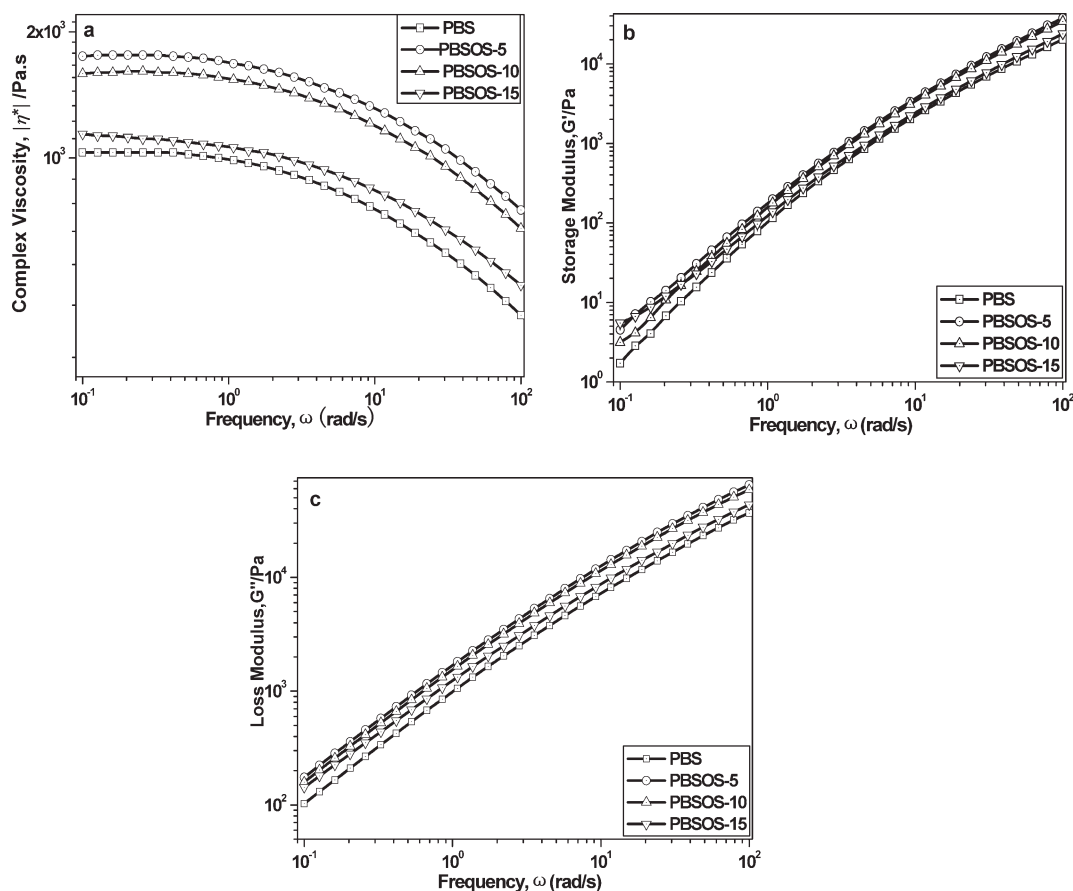 a
PBS
PBSOS-5
PBSOS-10
PBSOS-15
2x10³
10³
Complex Viscosity, |η*| /Pa.s
10⁻¹ 10⁰ 10¹ 10²
Frequency, ω (rad/s)
b
10⁴
10³
10²
10¹
10⁰
Storage Modulus,G'/Pa
PBS
PBSOS-5
PBSOS-10
PBSOS-15
10⁻¹ 10⁰ 10¹ 10²
Frequency, ω (rad/s)
c
10⁴
10³
10²
Loss Modulus,G''/Pa
PBS
PBSOS-5
PBSOS-10
PBSOS-15
10⁻¹ 10⁰ 10¹ 10²
Frequency, ω (rad/s)